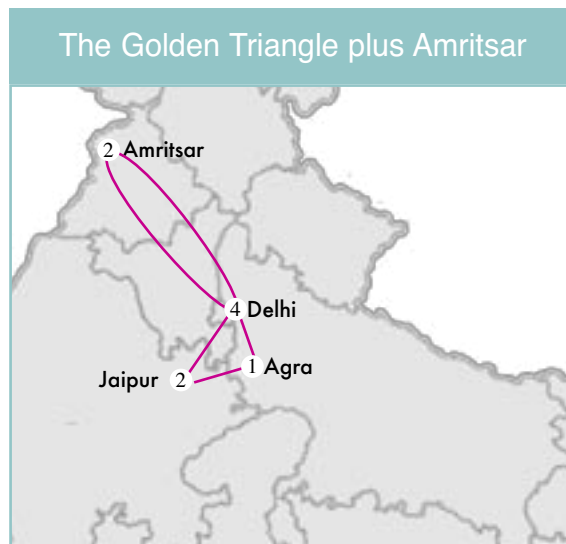 The Golden Triangle plus Amritsar
2 Amritsar
4 Delhi
1 Agra
Jaipur 2